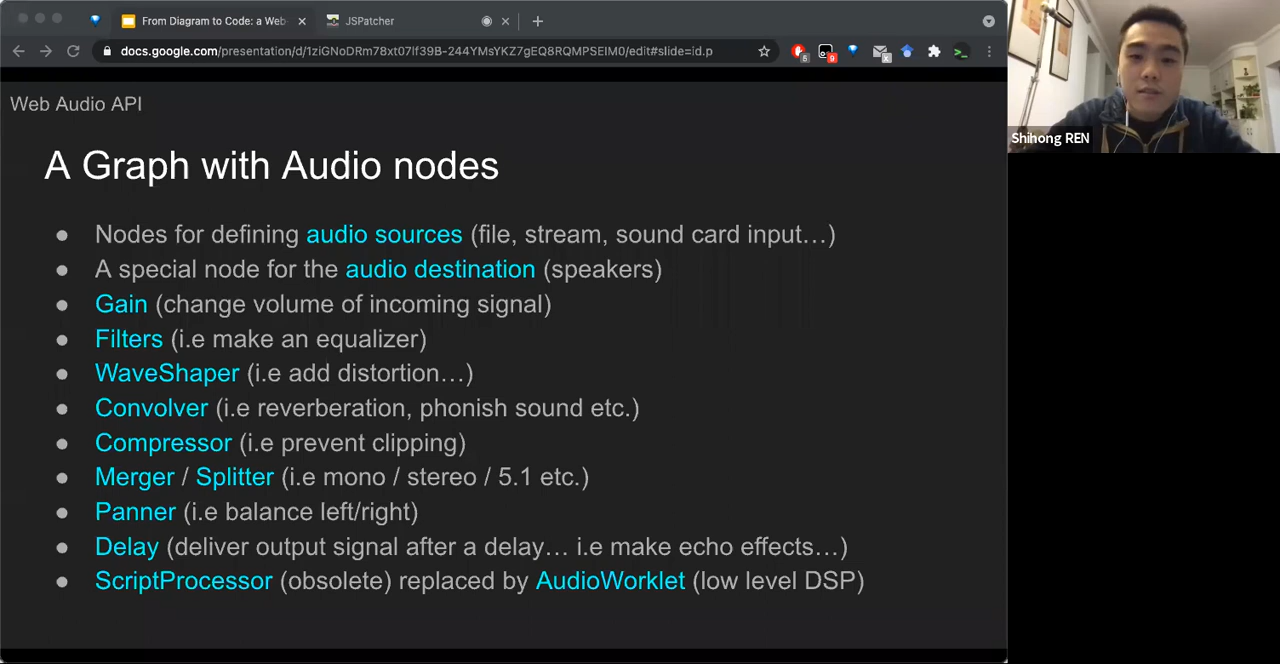 From Diagram to Code: a Web-
JSPatcher
docs.google.com/presentation/d/1ziGNoDRm78xt07lf39B-244YMsYKZ7gEQ8RQMPSEIM0/edit#slide=id.p
5
9
x
Shihong REN
Web Audio API
A Graph with Audio nodes
● Nodes for defining audio sources (file, stream, sound card input…)
● A special node for the audio destination (speakers)
● Gain (change volume of incoming signal)
● Filters (i.e make an equalizer)
● WaveShaper (i.e add distortion…)
● Convolver (i.e reverberation, phonish sound etc.)
● Compressor (i.e prevent clipping)
● Merger / Splitter (i.e mono / stereo / 5.1 etc.)
● Panner (i.e balance left/right)
● Delay (deliver output signal after a delay… i.e make echo effects…)
● ScriptProcessor (obsolete) replaced by AudioWorklet (low level DSP)